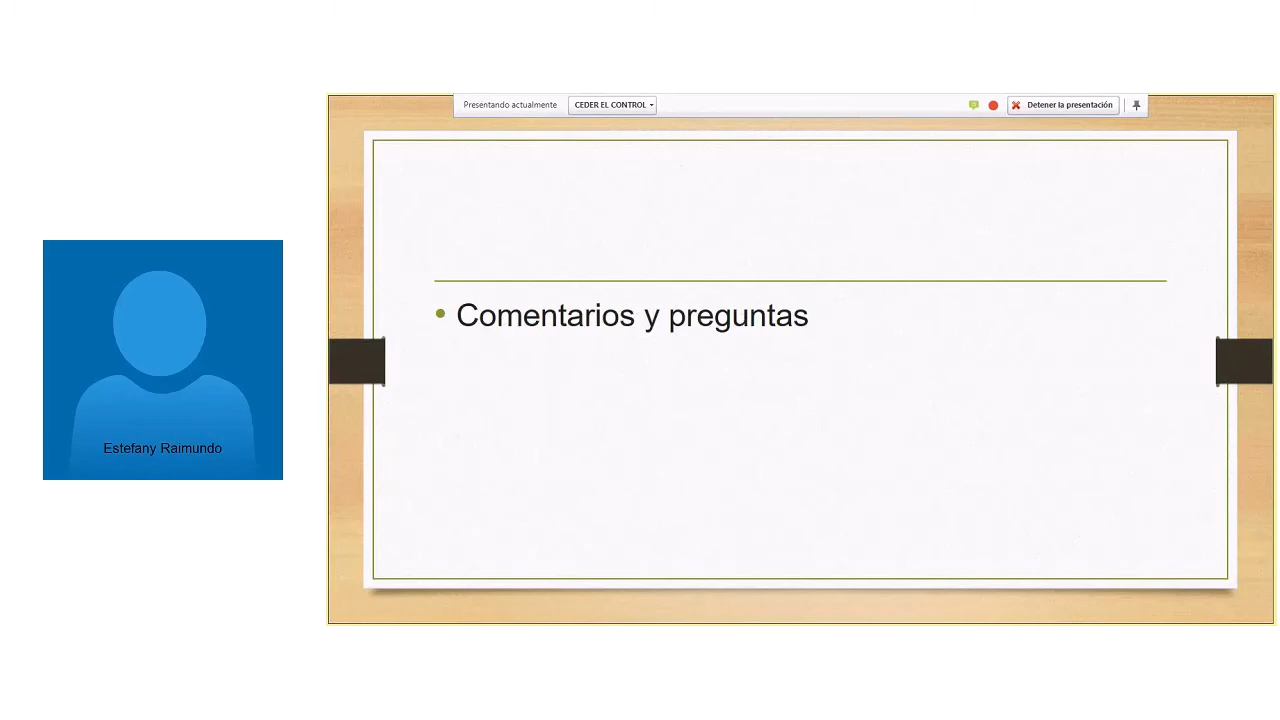 Presentando actualmente CEDER EL CONTROL Detener la presentación
• Comentarios y preguntas
Estefany Raimundo